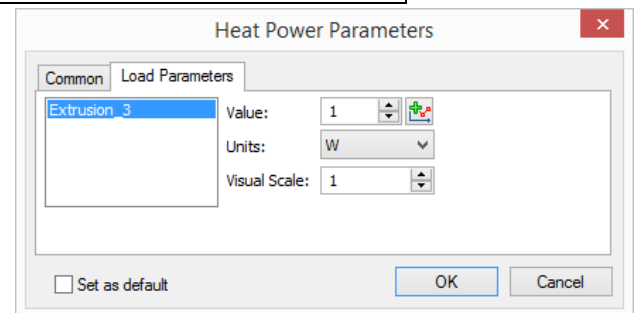 Heat Power Parameters
Common Load Parameters
Extrusion_3
Value: 1
Units: W
Visual Scale: 1
Set as default
OK Cancel